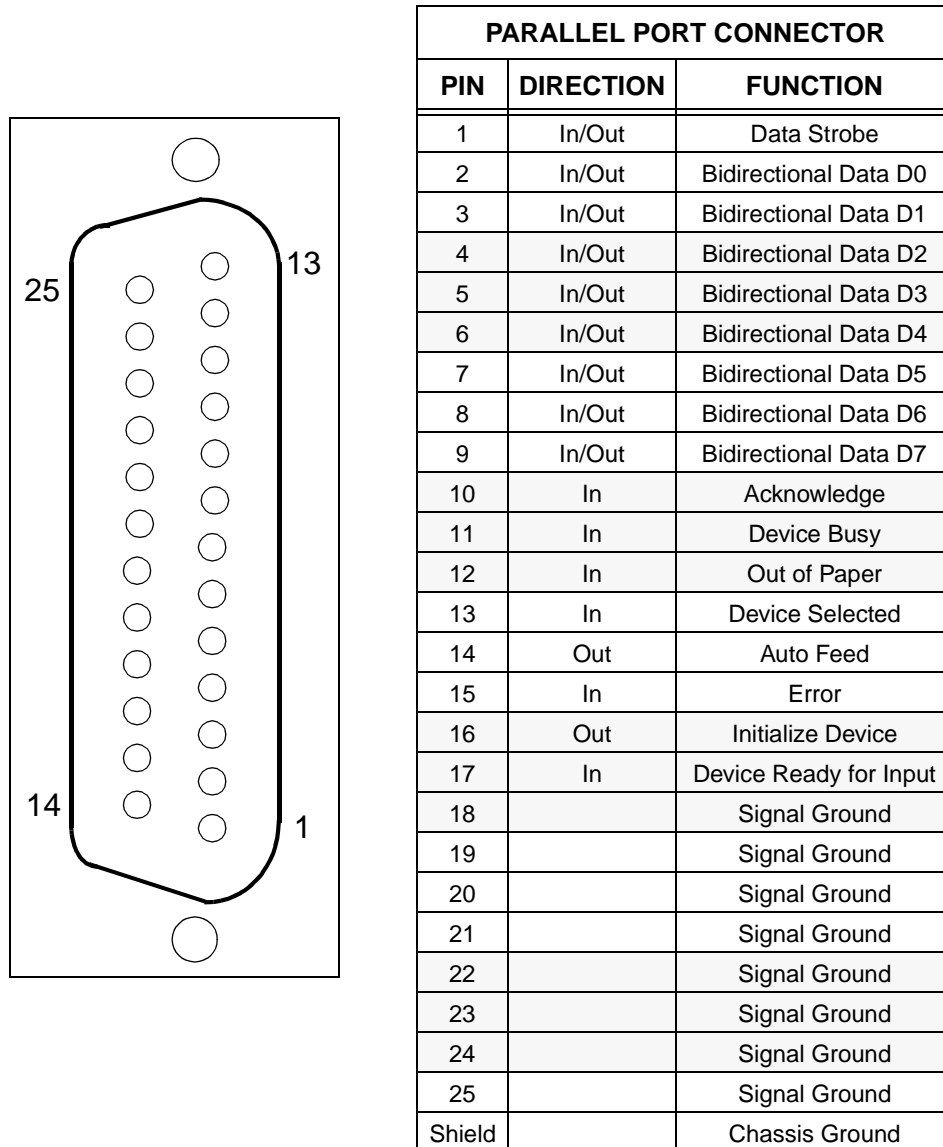 25
13
14
1
PARALLEL PORT CONNECTOR
PIN DIRECTION FUNCTION
1 In/Out Data Strobe
2 In/Out Bidirectional Data D0
3 In/Out Bidirectional Data D1
4 In/Out Bidirectional Data D2
5 In/Out Bidirectional Data D3
6 In/Out Bidirectional Data D4
7 In/Out Bidirectional Data D5
8 In/Out Bidirectional Data D6
9 In/Out Bidirectional Data D7
10 In Acknowledge
11 In Device Busy
12 In Out of Paper
13 In Device Selected
14 Out Auto Feed
15 In Error
16 Out Initialize Device
17 In Device Ready for Input
18 Signal Ground
19 Signal Ground
20 Signal Ground
21 Signal Ground
22 Signal Ground
23 Signal Ground
24 Signal Ground
25 Signal Ground
Shield Chassis Ground